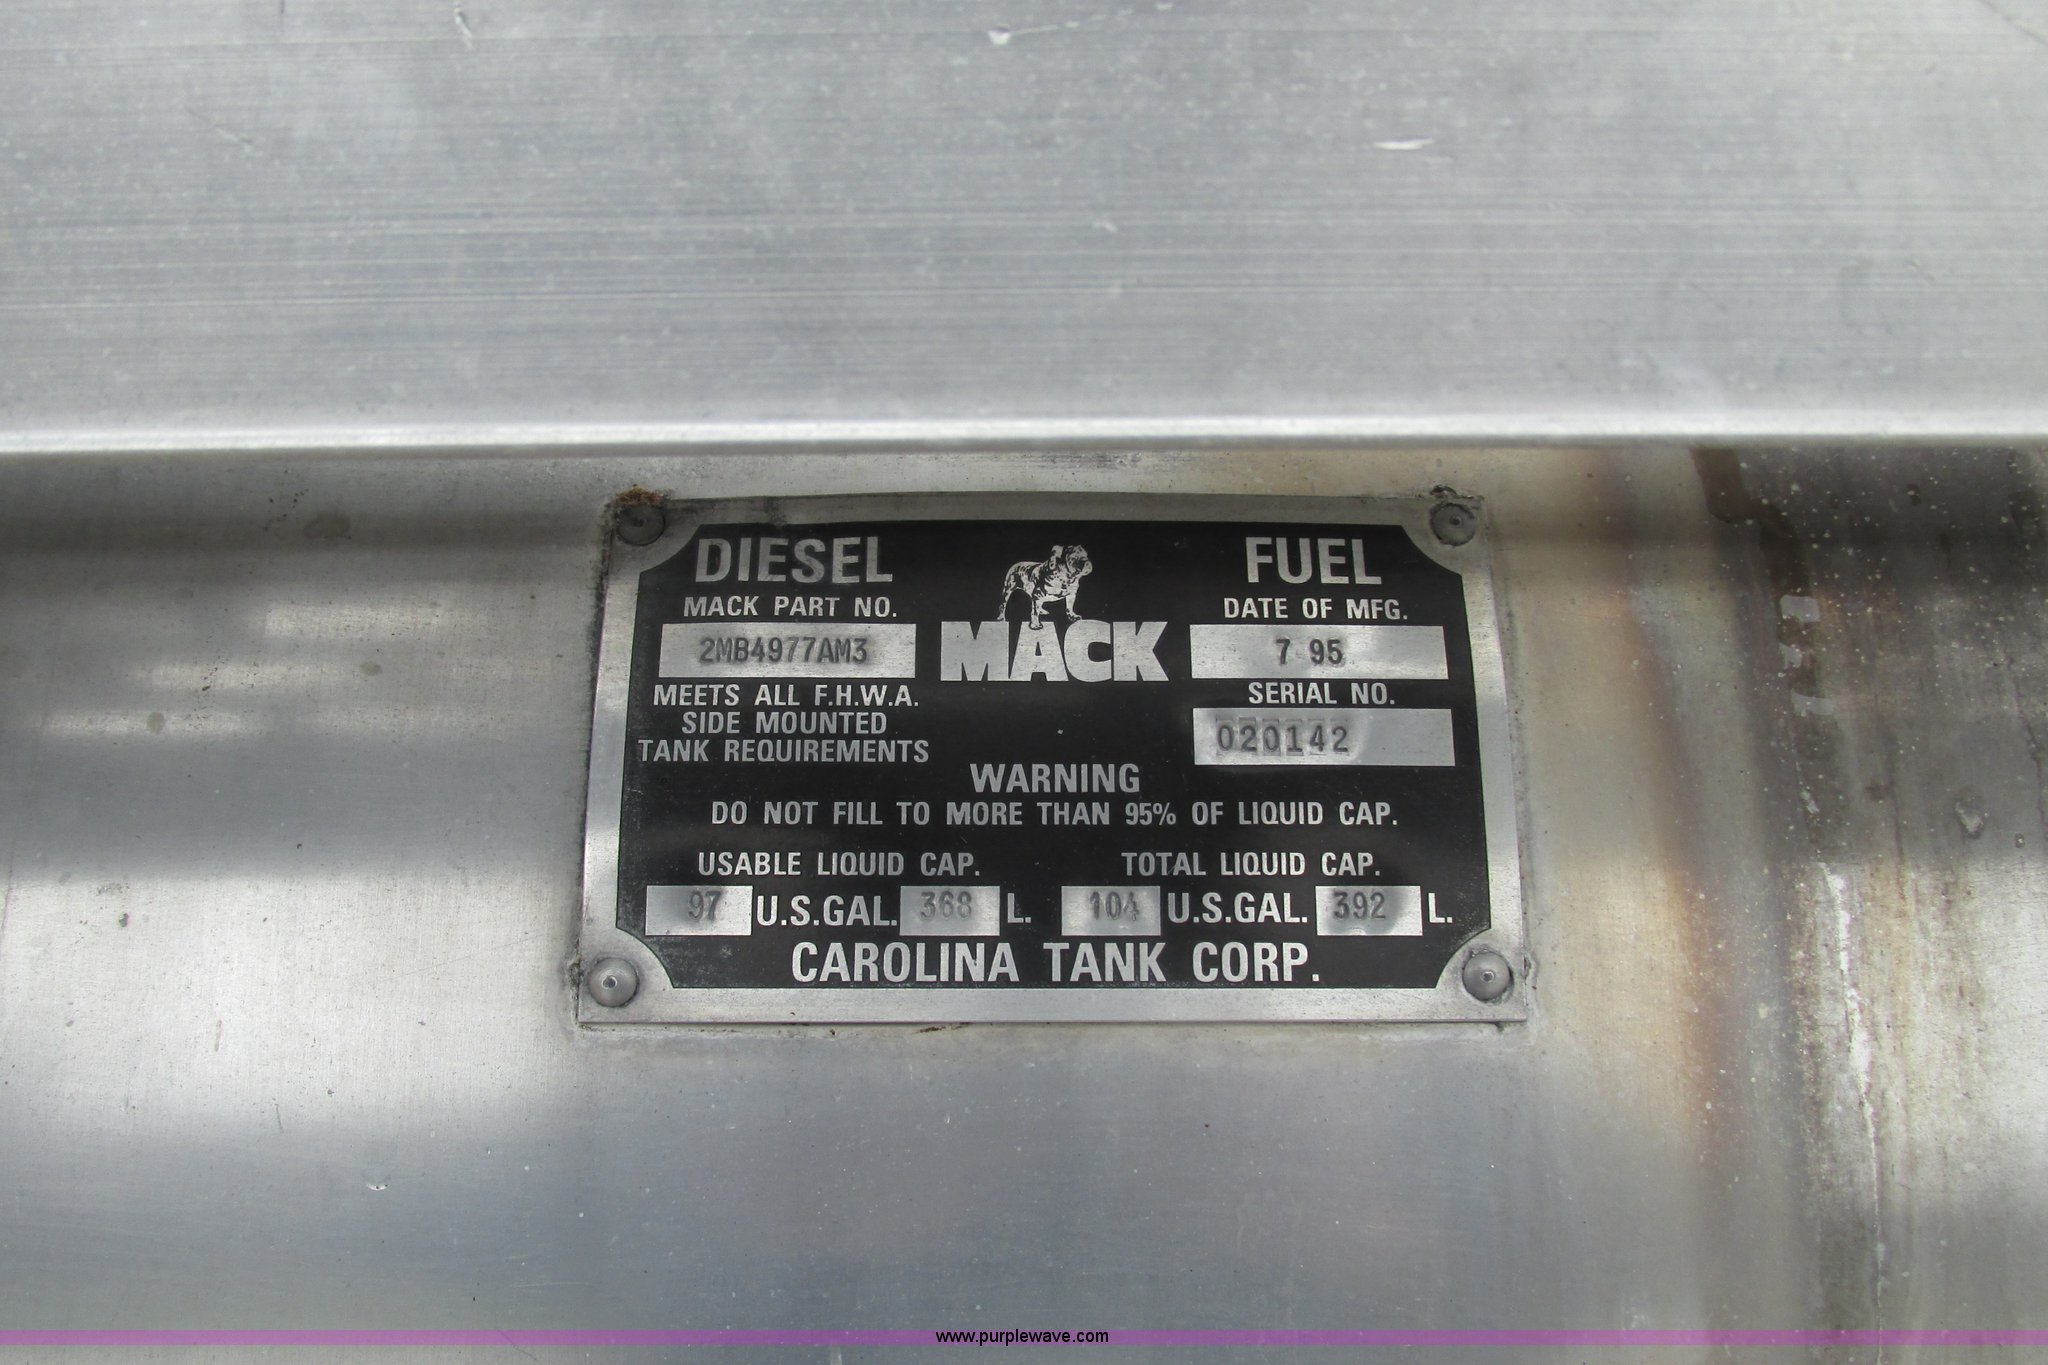 DIESEL FUEL
MACK PART NO. DATE OF MFG.
2MB4977AM3 MACK 7 95
MEETS ALL F.H.W.A. SERIAL NO.
SIDE MOUNTED
TANK REQUIREMENTS 020142
WARNING
DO NOT FILL TO MORE THAN 95% OF LIQUID CAP.
USABLE LIQUID CAP. TOTAL LIQUID CAP.
97 U.S.GAL. 368 L. 104 U.S.GAL. 392 L.
CAROLINA TANK CORP.
www.purplewave.com